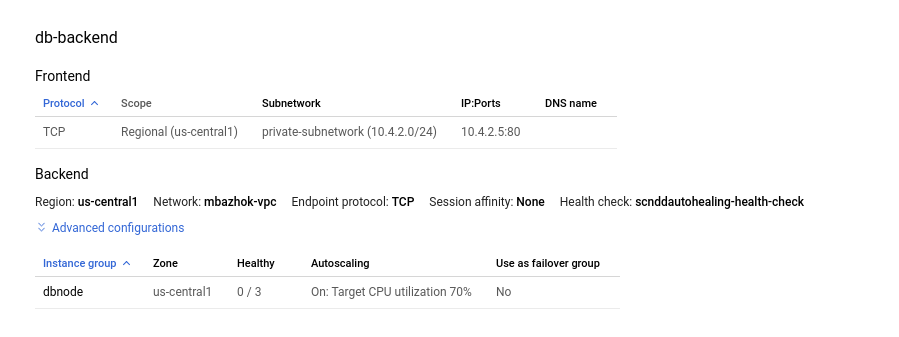 db-backend
Frontend
Protocol Scope Subnetwork IP:Ports DNS name
TCP Regional (us-central1) private-subnetwork (10.4.2.0/24) 10.4.2.5:80
Backend
Region: us-central1 Network: mbazhok-vpc Endpoint protocol: TCP Session affinity: None Health check: scnddautohealing-health-check
Advanced configurations
Instance group Zone Healthy Autoscaling Use as failover group
dbnode us-central1 0 / 3 On: Target CPU utilization 70% No